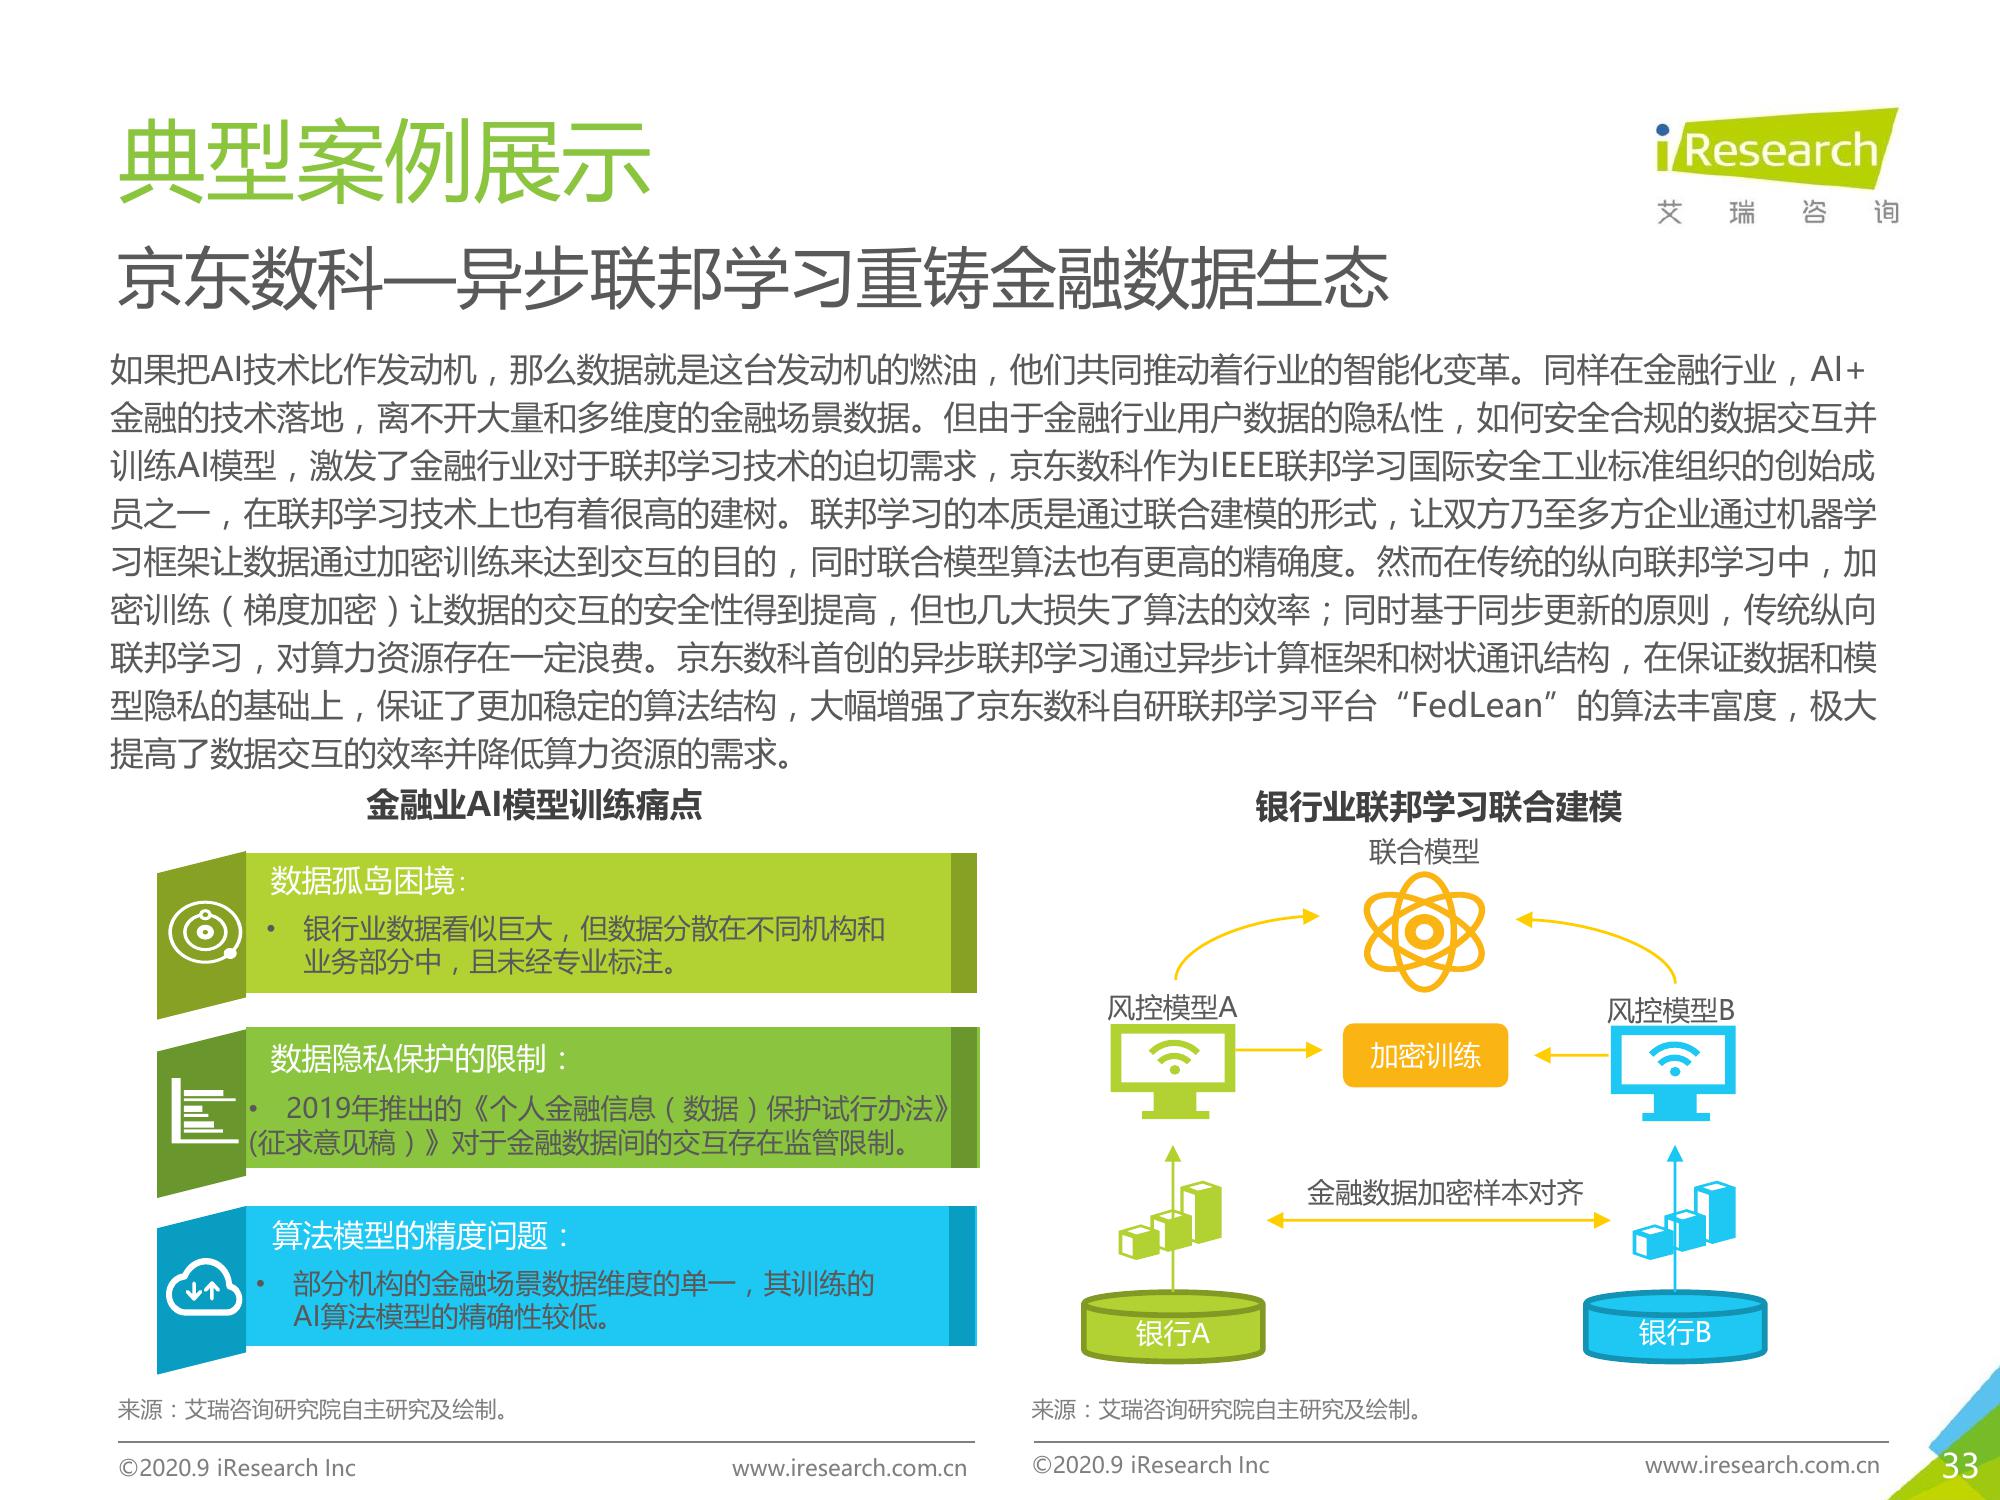 典型案例展示
iResearch
艾瑞咨询
京东数科—异步联邦学习重铸金融数据生态
如果把AI技术比作发动机，那么数据就是这台发动机的燃油，他们共同推动着行业的智能化变革。同样在金融行业，AI+
金融的技术落地，离不开大量和多维度的金融场景数据。但由于金融行业用户数据的隐私性，如何安全合规的数据交互并
训练AI模型，激发了金融行业对于联邦学习技术的迫切需求，京东数科作为IEEE联邦学习国际安全工业标准组织的创始成
员之一，在联邦学习技术上也有着很高的建树。联邦学习的本质是通过联合建模的形式，让双方乃至多方企业通过机器学
习框架让数据通过加密训练来达到交互的目的，同时联合模型算法也有更高的精确度。然而在传统的纵向联邦学习中，加
密训练（梯度加密）让数据的交互的安全性得到提高，但也几大损失了算法的效率；同时基于同步更新的原则，传统纵向
联邦学习，对算力资源存在一定浪费。京东数科首创的异步联邦学习通过异步计算框架和树状通讯结构，在保证数据和模
型隐私的基础上，保证了更加稳定的算法结构，大幅增强了京东数科自研联邦学习平台“FedLean”的算法丰富度，极大
提高了数据交互的效率并降低算力资源的需求。
金融业AI模型训练痛点
数据孤岛困境：
• 银行业数据看似巨大，但数据分散在不同机构和
业务部分中，且未经专业标注。
数据隐私保护的限制：
• 2019年推出的《个人金融信息（数据）保护试行办法》
(征求意见稿）》对于金融数据间的交互存在监管限制。
算法模型的精度问题：
• 部分机构的金融场景数据维度的单一，其训练的
AI算法模型的精确性较低。
来源：艾瑞咨询研究院自主研究及绘制。
©2020.9 iResearch Inc
www.iresearch.com.cn
银行业联邦学习联合建模
联合模型
风控模型A
风控模型B
加密训练
金融数据加密样本对齐
银行A
银行B
来源：艾瑞咨询研究院自主研究及绘制。
©2020.9 iResearch Inc
www.iresearch.com.cn
33